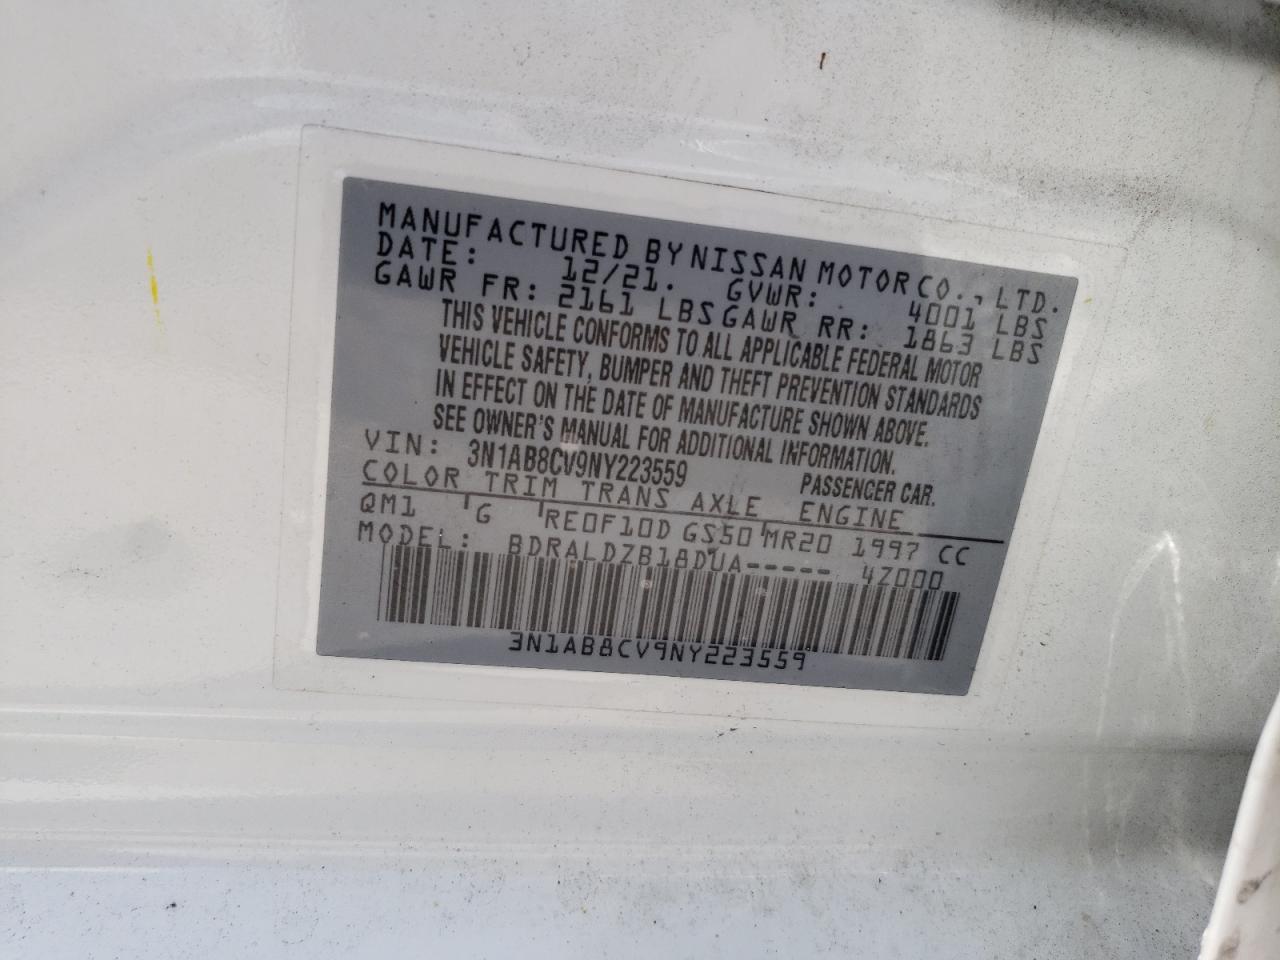 MANUFACTURED BY NISSAN MOTOR CO., LTD.
DATE: 12/21. GVWR: 4001 LBS
GAWR FR: 2161 LBS GAWR RR: 1863 LBS
THIS VEHICLE CONFORMS TO ALL APPLICABLE FEDERAL MOTOR
VEHICLE SAFETY, BUMPER AND THEFT PREVENTION STANDARDS
IN EFFECT ON THE DATE OF MANUFACTURE SHOWN ABOVE.
SEE OWNER'S MANUAL FOR ADDITIONAL INFORMATION.
VIN: 3N1AB8CV9NY223559 PASSENGER CAR.
COLOR TRIM TRANS AXLE ENGINE
QM1 G RE0F10D GS50 MR20 1997 CC
MODEL: BDRALDZB18DUA----- 4Z000
3N1AB8CV9NY223559